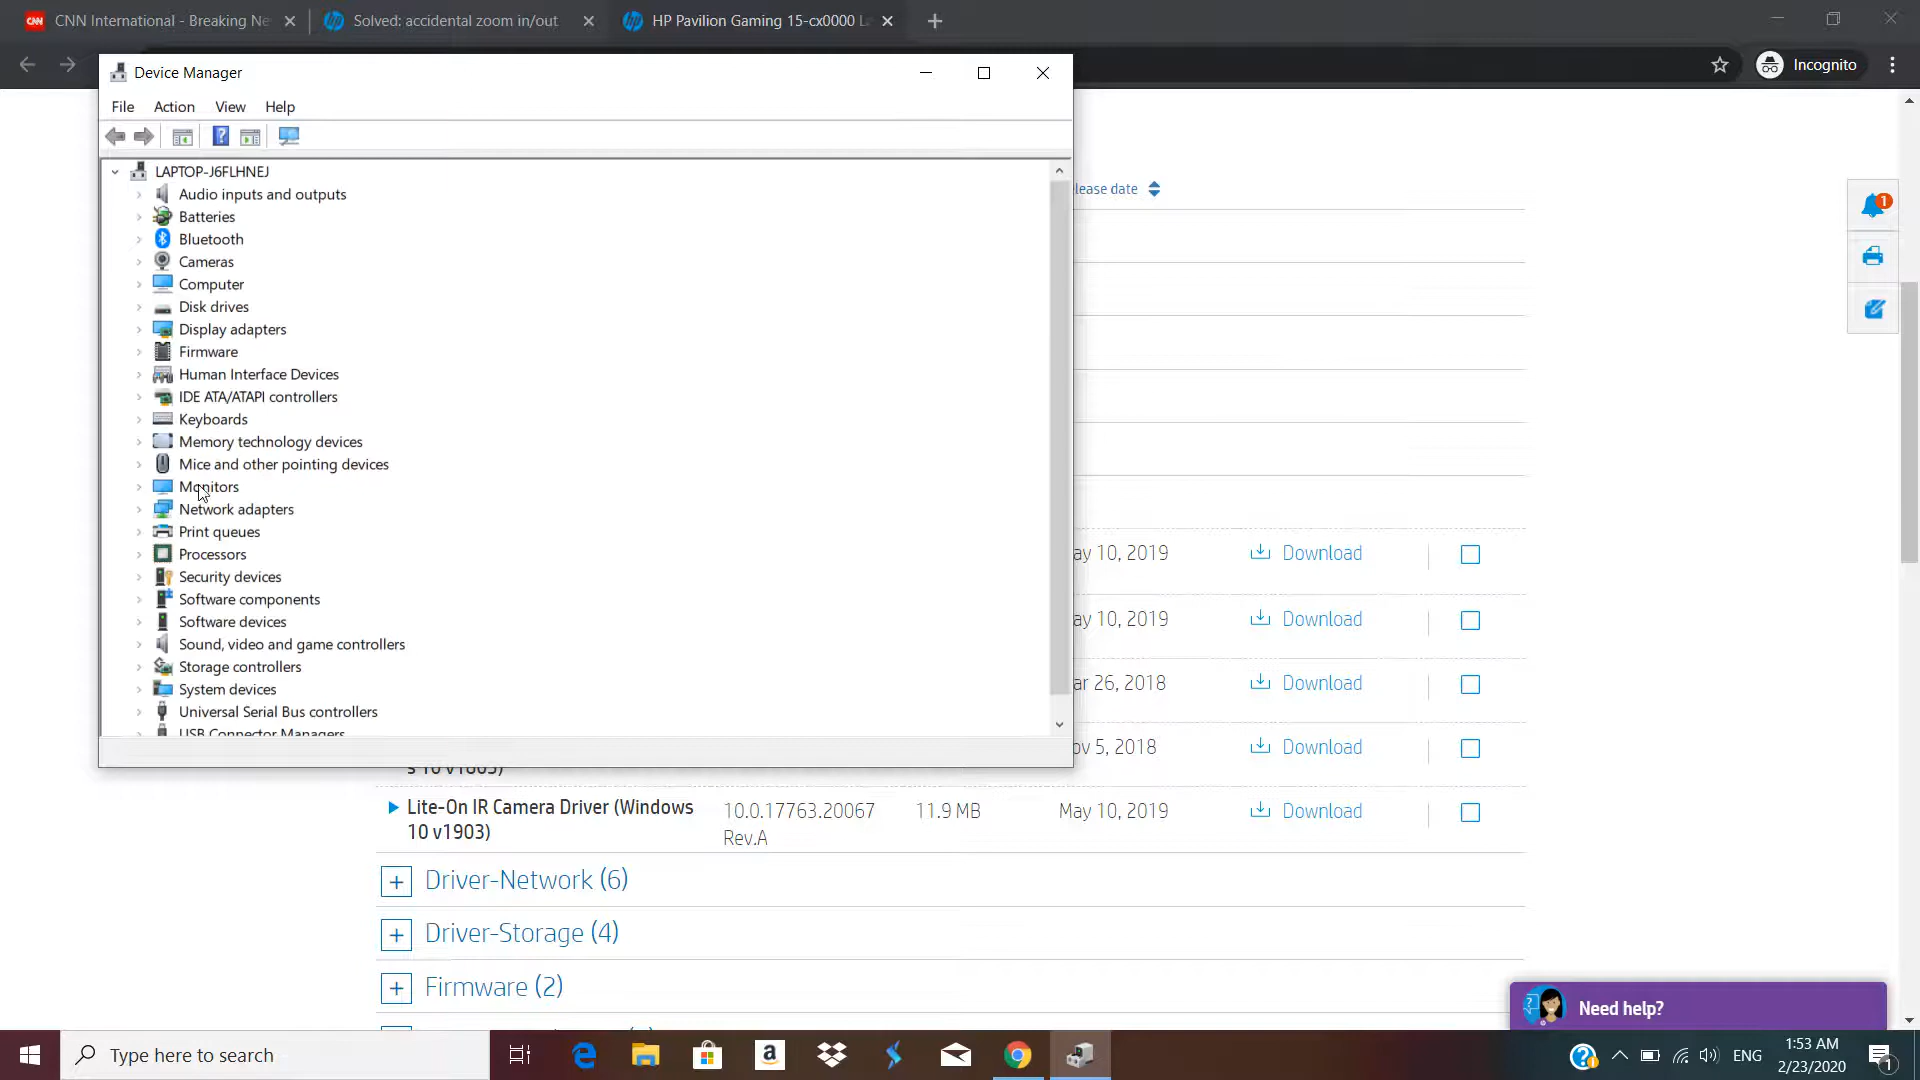 CNN International - Breaking Ne
Solved: accidental zoom in/out
HP Pavilion Gaming 15-cx0000 L
Incognito
Device Manager
File Action View Help
LAPTOP-J6FLHNEJ
Audio inputs and outputs
Batteries
Bluetooth
Cameras
Computer
Disk drives
Display adapters
Firmware
Human Interface Devices
IDE ATA/ATAPI controllers
Keyboards
Memory technology devices
Mice and other pointing devices
Monitors
Network adapters
Print queues
Processors
Security devices
Software components
Software devices
Sound, video and game controllers
Storage controllers
System devices
Universal Serial Bus controllers
USB Connector Managers
lease date
1
ay 10, 2019 Download
ay 10, 2019 Download
ar 26, 2018 Download
ov 5, 2018 Download
s 10 v1803)
Lite-On IR Camera Driver (Windows
10 v1903)
10.0.17763.20067
Rev.A
11.9 MB
May 10, 2019
Download
Driver-Network (6)
Driver-Storage (4)
Firmware (2)
Need help?
Type here to search
ENG
1:53 AM
2/23/2020
1